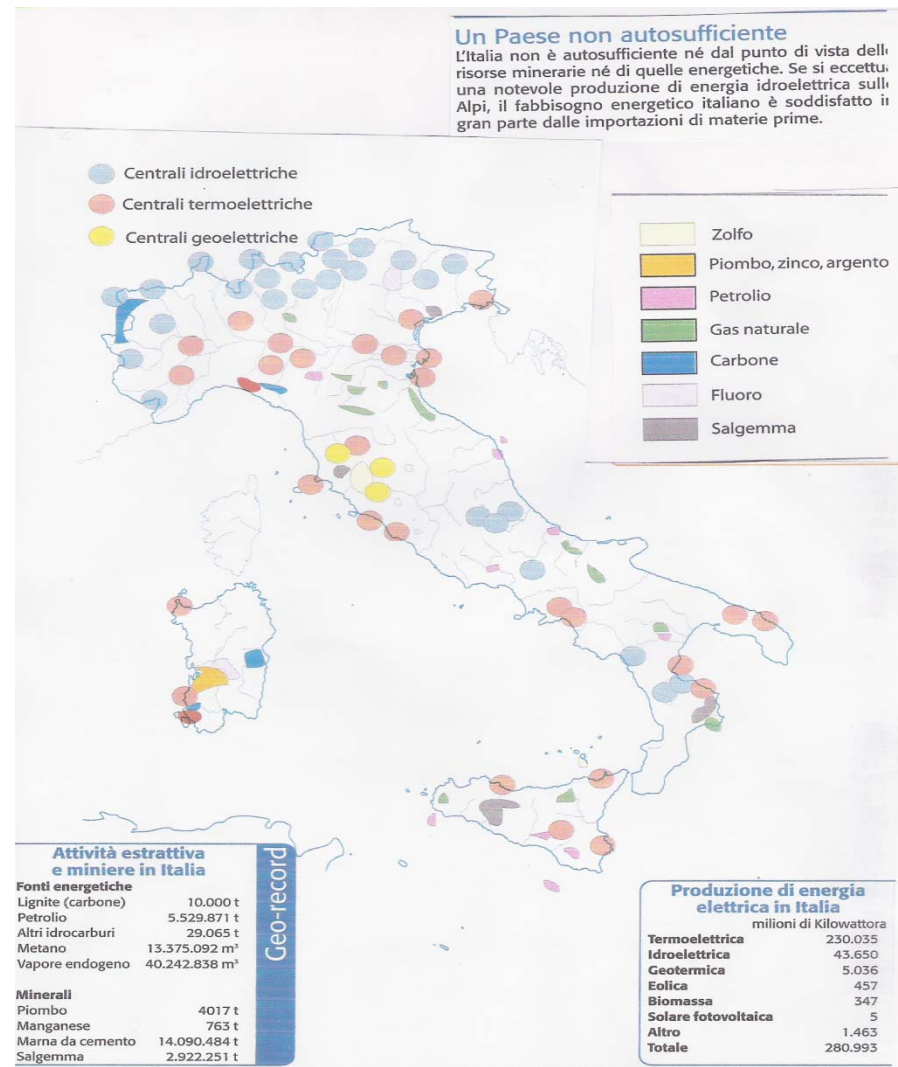 Un Paese non autosufficiente
L'Italia non è autosufficiente né dal punto di vista dell
risorse minerarie né di quelle energetiche. Se si eccettu
una notevole produzione di energia idroelettrica sull
Alpi, il fabbisogno energetico italiano è soddisfatto i
gran parte dalle importazioni di materie prime.
Centrali idroelettriche
Centrali termoelettriche
Centrali geoelettriche
Zolfo
Piombo, zinco, argento
Petrolio
Gas naturale
Carbone
Fluoro
Salgemma
Attività estrattiva
e miniere in Italia
Fonti energetiche
Lignite (carbone) 10.000 t
Petrolio 5.529.871 t
Altri idrocarburi 29.065 t
Metano 13.375.092 m³
Vapore endogeno 40.242.838 m³
Minerali
Piombo 4017 t
Manganese 763 t
Marna da cemento 14.090.484 t
Salgemma 2.922.251 t
Geo-record
Produzione di energia
elettrica in Italia
milioni di Kilowattora
Termoelettrica 230.035
Idroelettrica 43.650
Geotermica 5.036
Eolica 457
Biomassa 347
Solare fotovoltaica 5
Altro 1.463
Totale 280.993